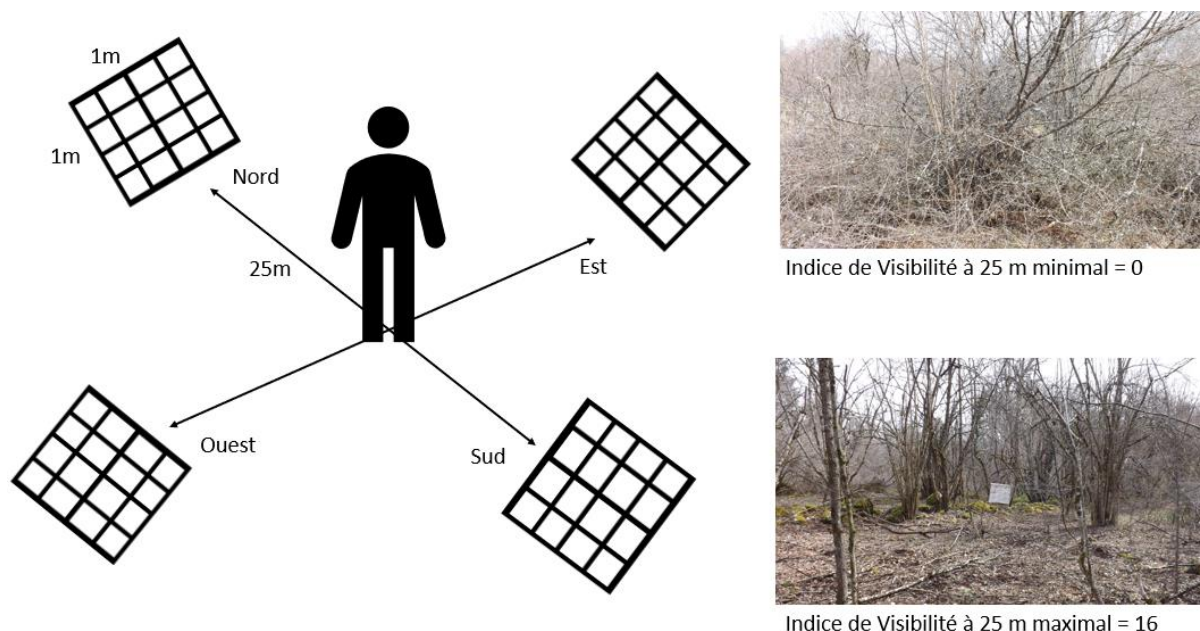 1m
1m
Nord
25m
Est
Ouest
Sud
Indice de Visibilité à 25 m minimal = 0
Indice de Visibilité à 25 m maximal = 16